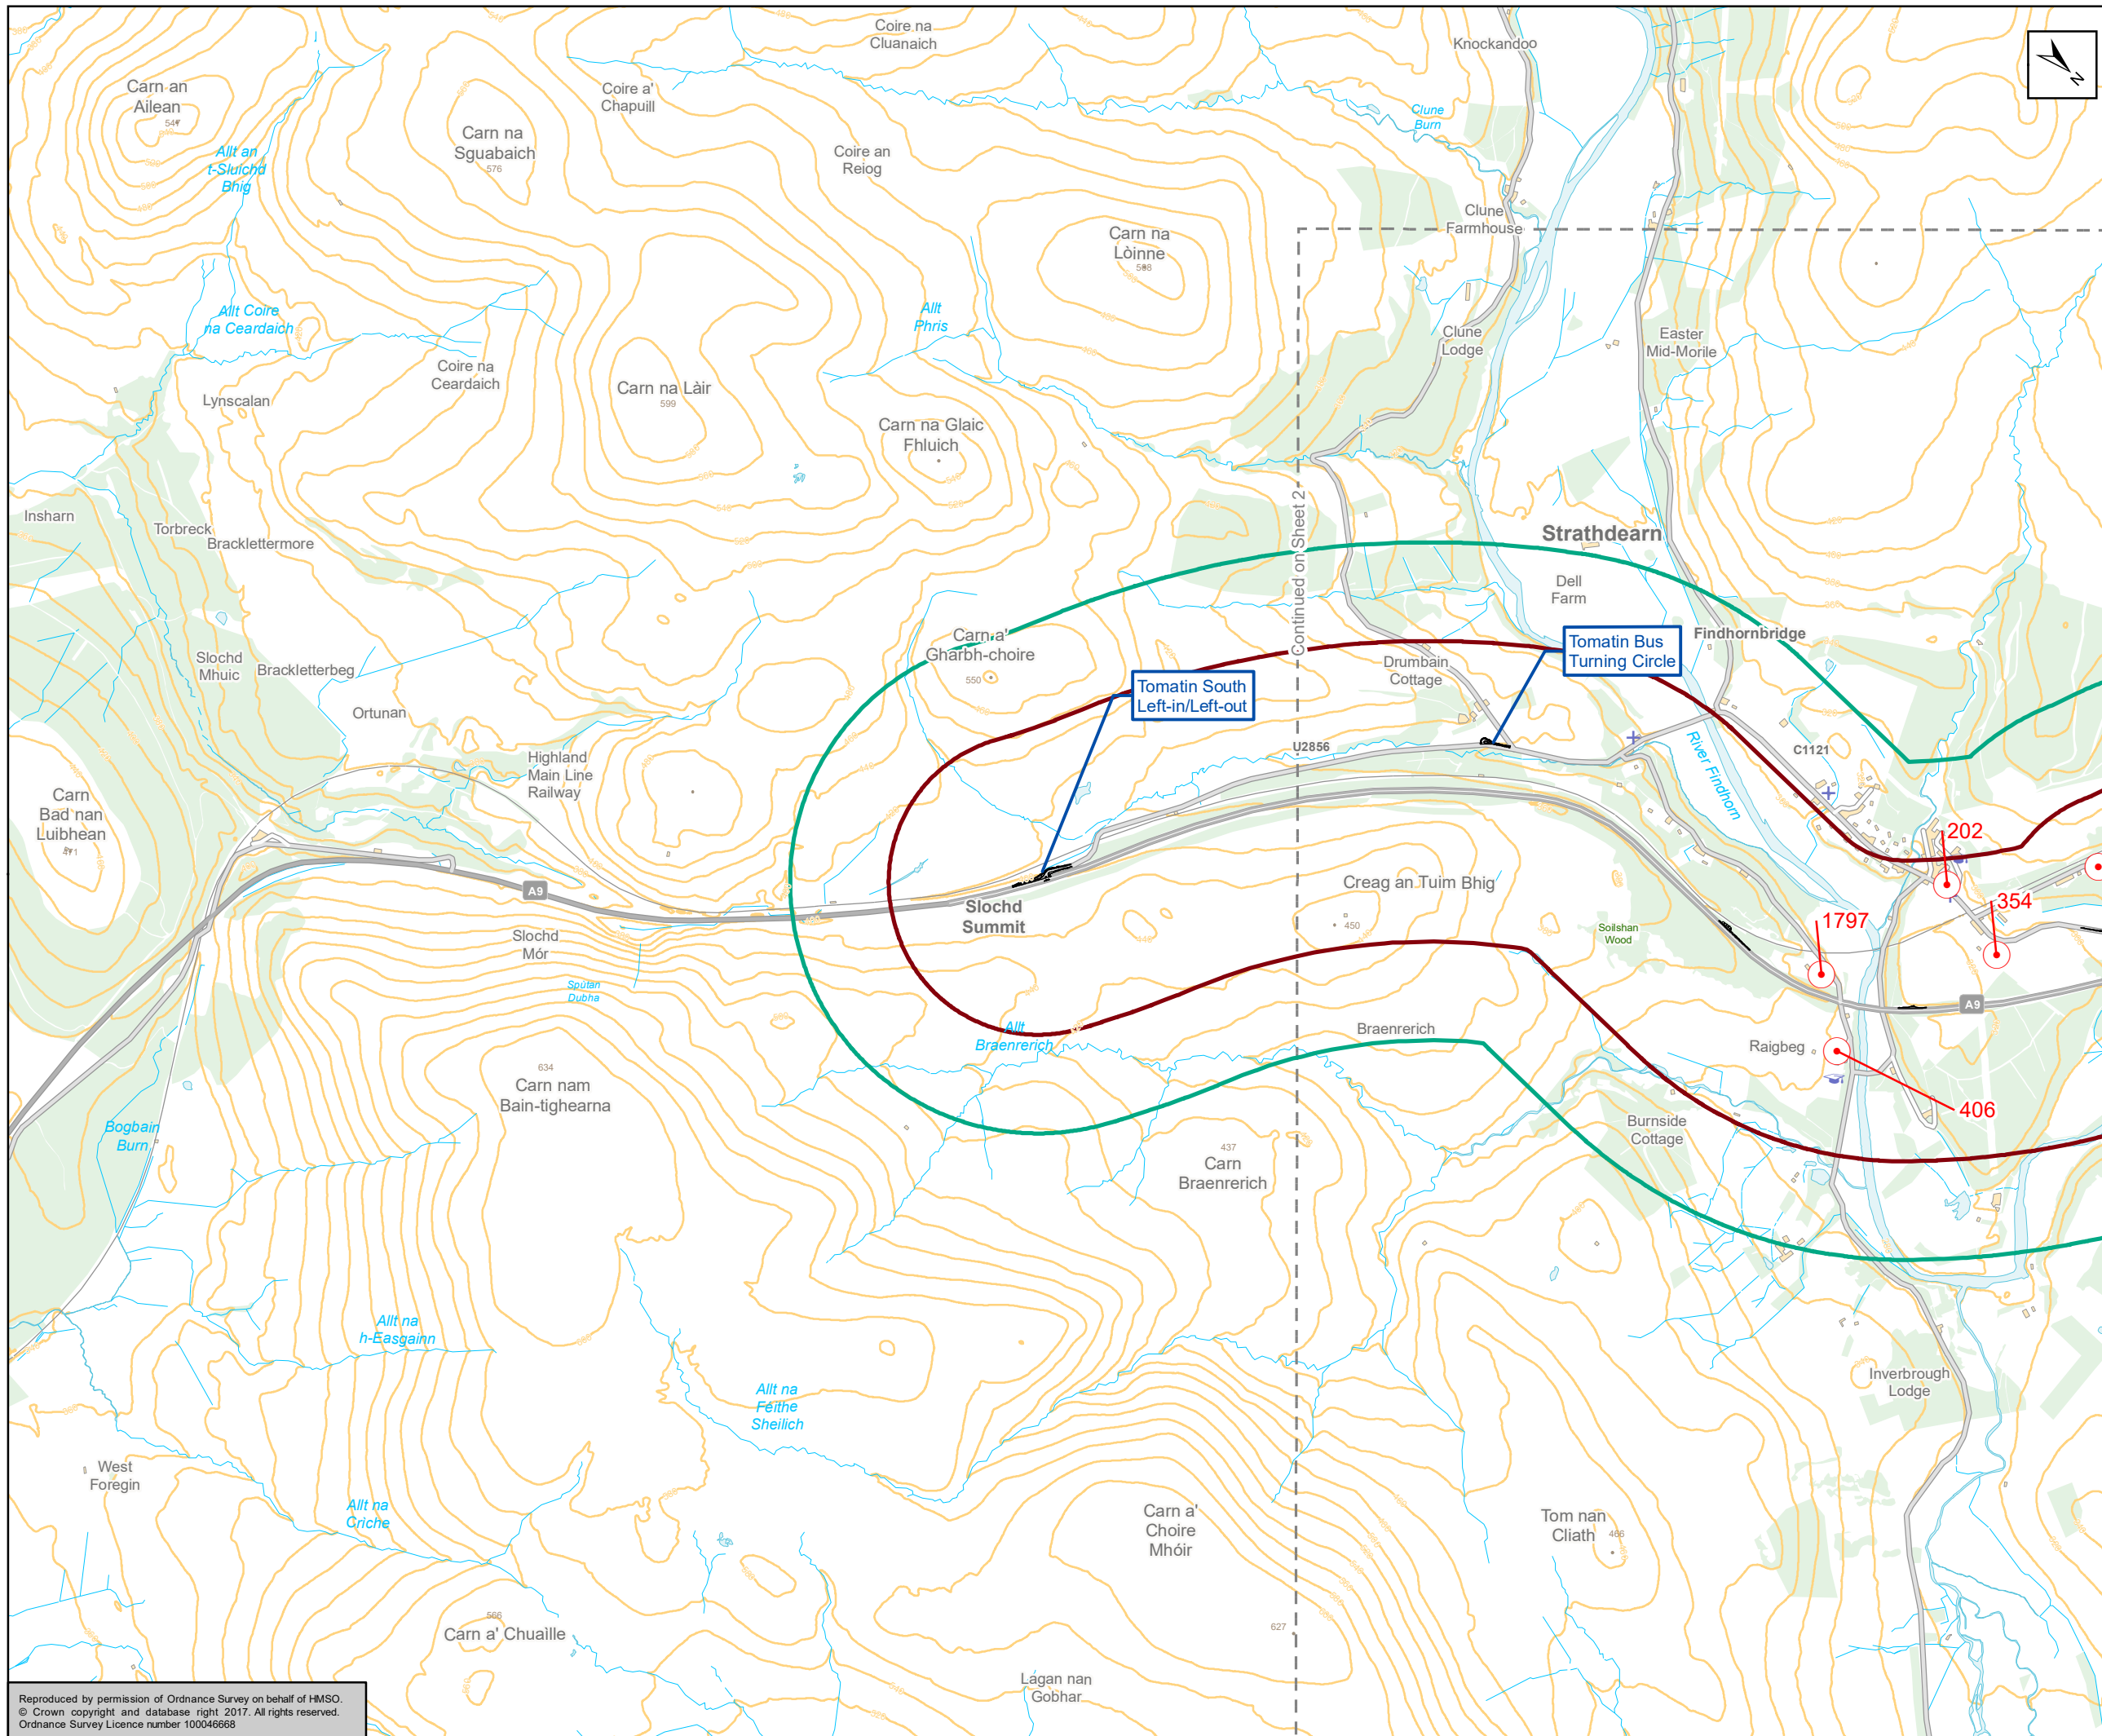 Coire na
Cluanaich
Knockandoo
N
Carn an
Ailean
547
Coire a'
Chapuill
Carn na
Sguabaich
576
Clune
Burn
Allt an
t-Sluichd
Bhig
Coire an
Reiog
Clune
Farmhouse
Carn na
Lòinne
Allt Coire
na Ceardaich
Allt
Phris
Clune
Lodge
Easter
Mid-Morile
Coire na
Ceardaich
Carn na Làir
599
Lynscalan
Carn na Glaic
Fhluich
Insharn
Torbreck
Bracklettermore
Continued on Sheet 2
Strathdearn
Dell
Farm
Carn a'
Gharbh-choire
550
Findhornbridge
Tomatin Bus
Turning Circle
Slochd
Mhuic
Brackletterbeg
Drumbain
Cottage
Tomatin South
Left-in/Left-out
Ortunan
U2856
C1121
River Findhorn
Highland
Main Line
Railway
Carn
Bad nan
Luibhean
471
202
A9
Creag an Tuim Bhig
450
354
Slochd
Summit
1797
Soilshan
Wood
Slochd
Mór
Sputan
Dubha
A9
Allt
Braenrerich
Braenrerich
Raigbeg
634
Carn nam
Bain-tighearna
406
Bogbain
Burn
Burnside
Cottage
437
Carn
Braenrerich
Allt na
h-Easgainn
Allt na
Féithe
Sheilich
Inverbrough
Lodge
West
Foregin
Allt na
Criche
Carn a'
Choire
Mhóir
Tom nan
Cliath
466
566
Carn a' Chuaille
627
Lagan nan
Gobhar
Reproduced by permission of Ordnance Survey on behalf of HMSO.
© Crown copyright and database right 2017. All rights reserved.
Ordnance Survey Licence number 100046668